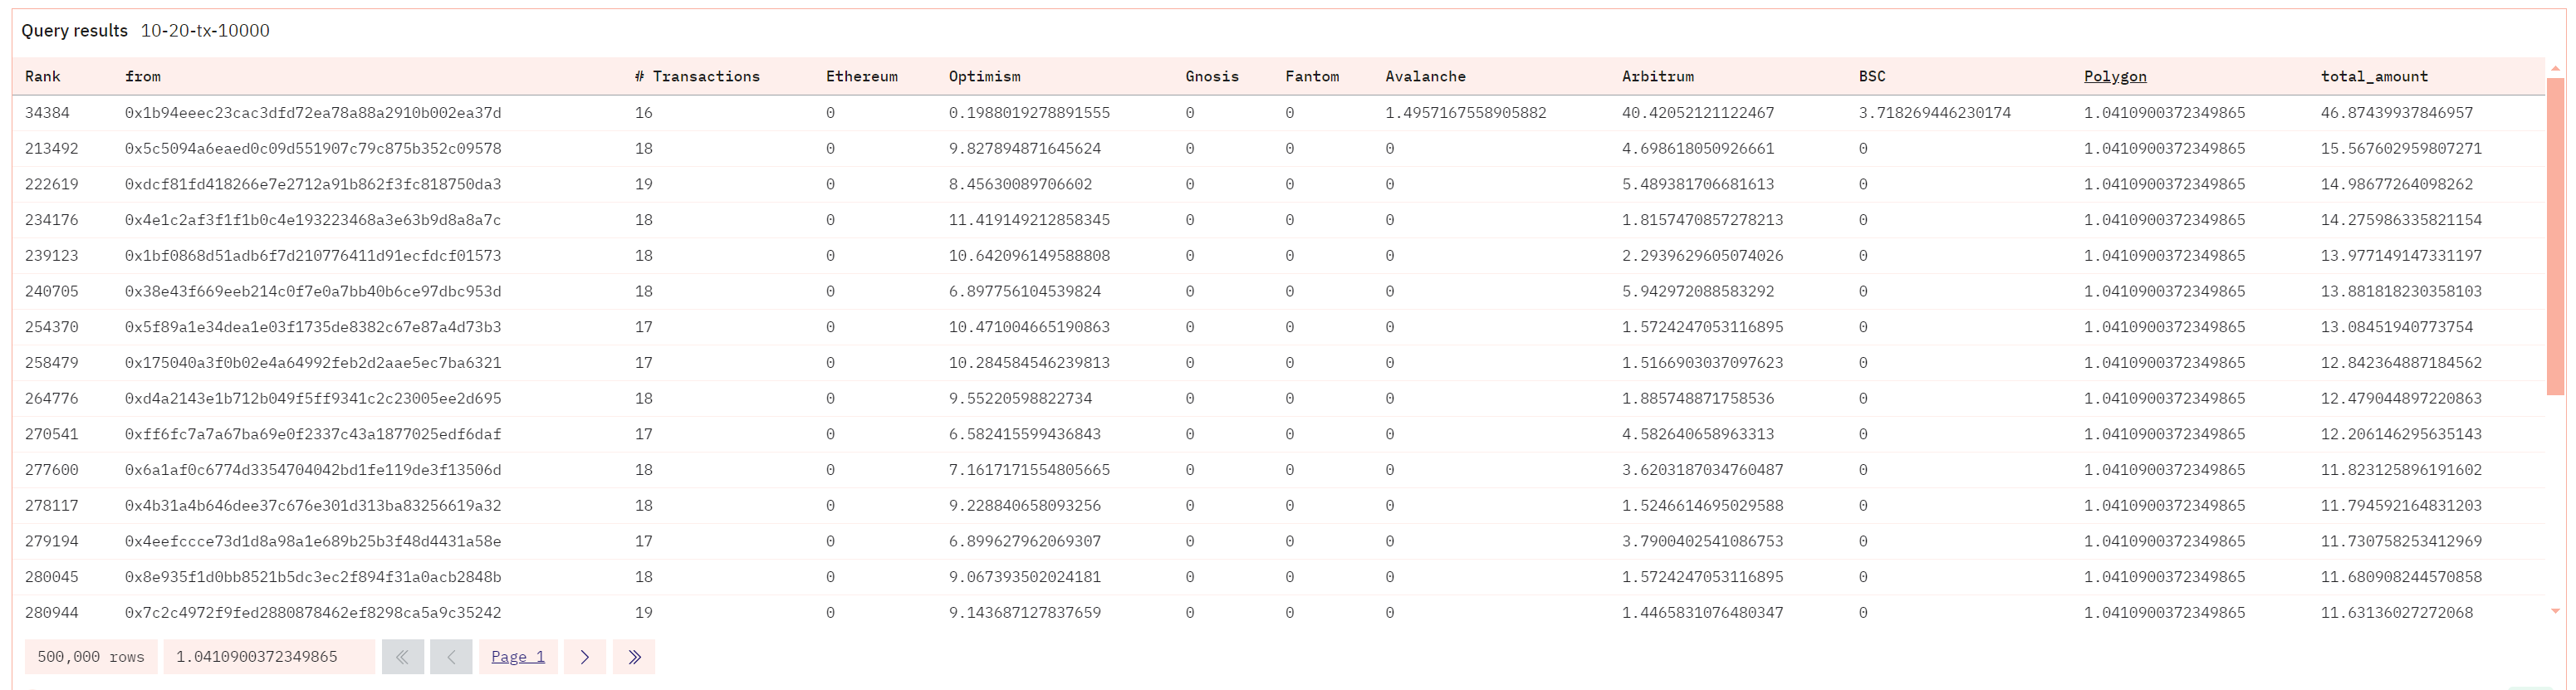 Query results 10-20-tx-10000
Rank from # Transactions Ethereum Optimism Gnosis Fantom Avalanche Arbitrum BSC Polygon total_amount
34384 0x1b94eeec23cac3dfd72ea78a88a2910b002ea37d 16 0 0.1988019278891555 0 0 1.4957167558905882 40.42052121122467 3.718269446230174 1.0410900372349865 46.87439937846957
213492 0x5c5094a6eaed0c09d551907c79c875b352c09578 18 0 9.827894871645624 0 0 0 4.698618050926661 0 1.0410900372349865 15.567602959807271
222619 0xdcf81fd418266e7e2712a91b862f3fc818750da3 19 0 8.45630089706602 0 0 0 5.489381706681613 0 1.0410900372349865 14.98677264098262
234176 0x4e1c2af3f1f1b0c4e193223468a3e63b9d8a8a7c 18 0 11.419149212858345 0 0 0 1.8157470857278213 0 1.0410900372349865 14.275986335821154
239123 0x1bf0868d51adb6f7d210776411d91ecfdcf01573 18 0 10.642096149588808 0 0 0 2.2939629605074026 0 1.0410900372349865 13.977149147331197
240705 0x38e43f669eeb214c0f7e0a7bb40b6ce97dbc953d 18 0 6.897756104539824 0 0 0 5.942972088583292 0 1.0410900372349865 13.881818230358103
254370 0x5f89a1e34dea1e03f1735de8382c67e87a4d73b3 17 0 10.471004665190863 0 0 0 1.5724247053116895 0 1.0410900372349865 13.08451940773754
258479 0x175040a3f0b02e4a64992feb2d2aae5ec7ba6321 17 0 10.284584546239813 0 0 0 1.5166903037097623 0 1.0410900372349865 12.842364887184562
264776 0xd4a2143e1b712b049f5ff9341c2c23005ee2d695 18 0 9.55220598822734 0 0 0 1.885748871758536 0 1.0410900372349865 12.479044897220863
270541 0xff6fc7a7a67ba69e0f2337c43a1877025edf6daf 17 0 6.582415599436843 0 0 0 4.582640658963313 0 1.0410900372349865 12.206146295635143
277600 0x6a1af0c6774d3354704042bd1fe119de3f13506d 18 0 7.1617171554805665 0 0 0 3.6203187034760487 0 1.0410900372349865 11.823125896191602
278117 0x4b31a4b646dee37c676e301d313ba83256619a32 18 0 9.228840658093256 0 0 0 1.5246614695029588 0 1.0410900372349865 11.794592164831203
279194 0x4eefccce73d1d8a98a1e689b25b3f48d4431a58e 17 0 6.899627962069307 0 0 0 3.7900402541086753 0 1.0410900372349865 11.730758253412969
280045 0x8e935f1d0bb8521b5dc3ec2f894f31a0acb2848b 18 0 9.067393502024181 0 0 0 1.5724247053116895 0 1.0410900372349865 11.680908244570858
280944 0x7c2c4972f9fed2880878462ef8298ca5a9c35242 19 0 9.143687127837659 0 0 0 1.4465831076480347 0 1.0410900372349865 11.63136027272068
500,000 rows 1.0410900372349865 Page 1